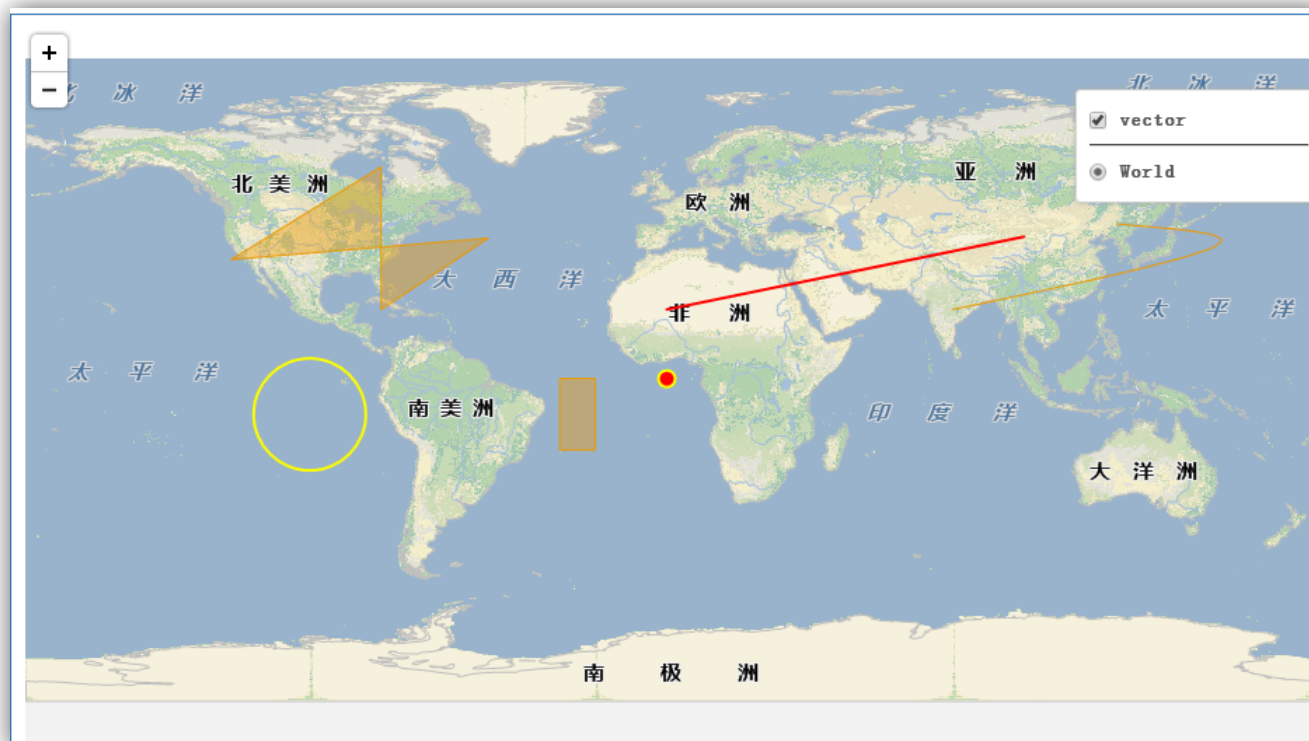 +
−
冰 洋
北 冰 洋
vector
World
北 美 洲
欧 洲
亚 洲
大 西 洋
非 洲
太 平 洋
太 平 洋
南 美 洲
印 度 洋
大 洋 洲
南 极 洲